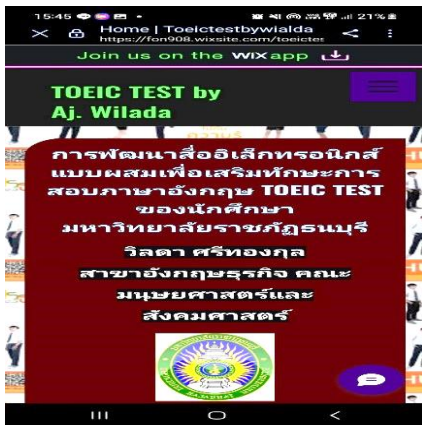 15:45
21%
Home | Toeictestbywialda
https://fon908.wixsite.com/toeictes
Join us on the WiX app
TOEIC TEST by
Aj. Wilada
การพัฒนาสื่ออิเล็กทรอนิกส์
แบบผสมเพื่อเสริมทักษะการ
สอบภาษาอังกฤษ TOEIC TEST
ของนักศึกษา
มหาวิทยาลัยราชภัฏธนบุรี
วิลดา ศรีทองกุล
สาขาอังกฤษธุรกิจ คณะ
มนุษยศาสตร์และ
สังคมศาสตร์